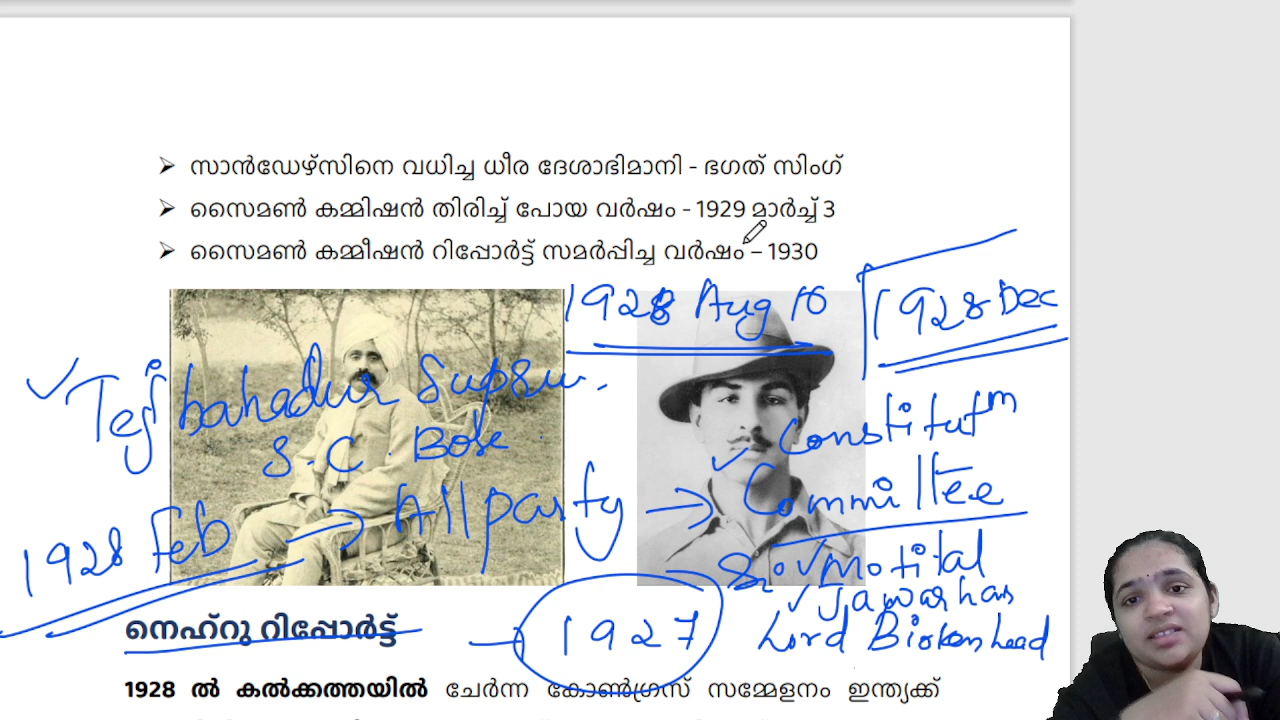 ➤ സാൻഡേഴ്സിനെ വധിച്ച ധീര ദേശാഭിമാനി - ഭഗത് സിംഗ്
➤ സൈമൺ കമ്മിഷൻ തിരിച്ച് പോയ വർഷം - 1929 മാർച്ച് 3
➤ സൈമൺ കമ്മീഷൻ റിപ്പോർട്ട് സമർപ്പിച്ച വർഷം – 1930
1928 Aug 10
1928 Dec
Tej bahadur Supru.
S. C. Bose
Constitutn
1928 Feb → All party → Committee
Motilal
Jawarhar
നെഹ്റു റിപ്പോർട്ട് → 1927
Lord Birkenhead
1928 ൽ കൽക്കത്തയിൽ ചേർന്ന കോൺഗ്രസ് സമ്മേളനം ഇന്ത്യക്ക്